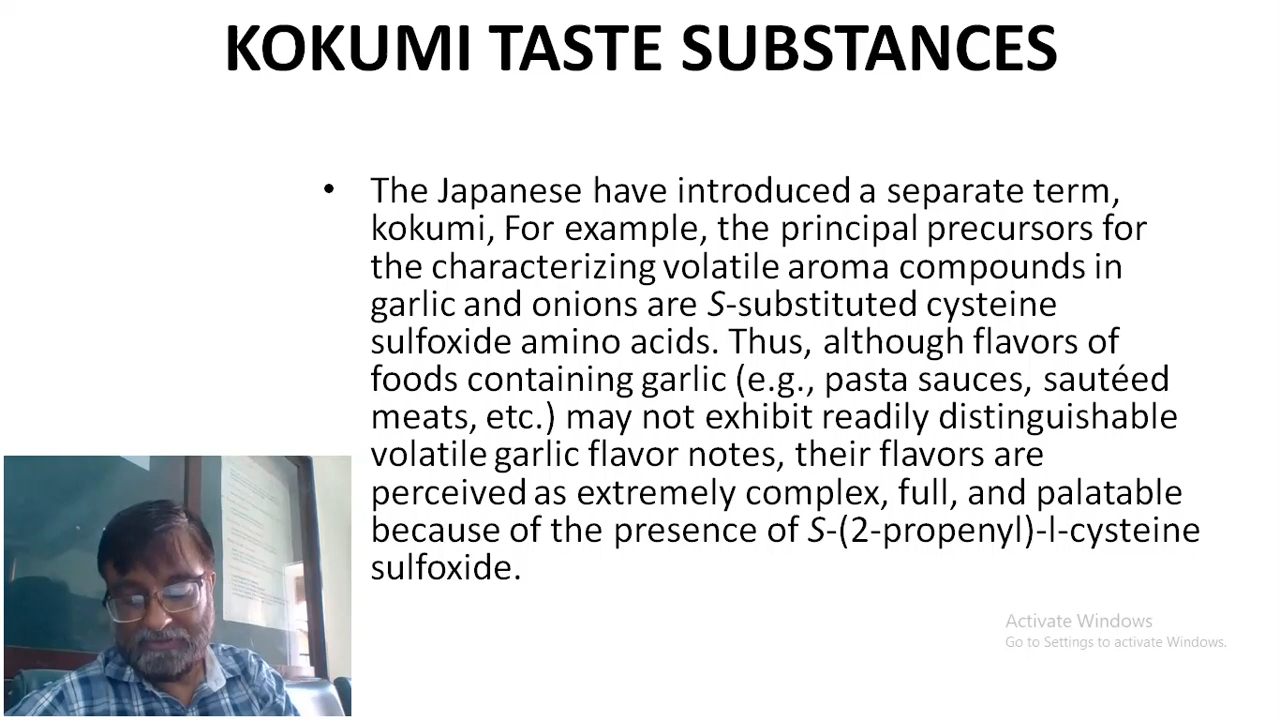 KOKUMI TASTE SUBSTANCES
• The Japanese have introduced a separate term,
kokumi, For example, the principal precursors for
the characterizing volatile aroma compounds in
garlic and onions are S-substituted cysteine
sulfoxide amino acids. Thus, although flavors of
foods containing garlic (e.g., pasta sauces, sautéed
meats, etc.) may not exhibit readily distinguishable
volatile garlic flavor notes, their flavors are
perceived as extremely complex, full, and palatable
because of the presence of S-(2-propenyl)-l-cysteine
sulfoxide.
Activate Windows
Go to Settings to activate Windows.